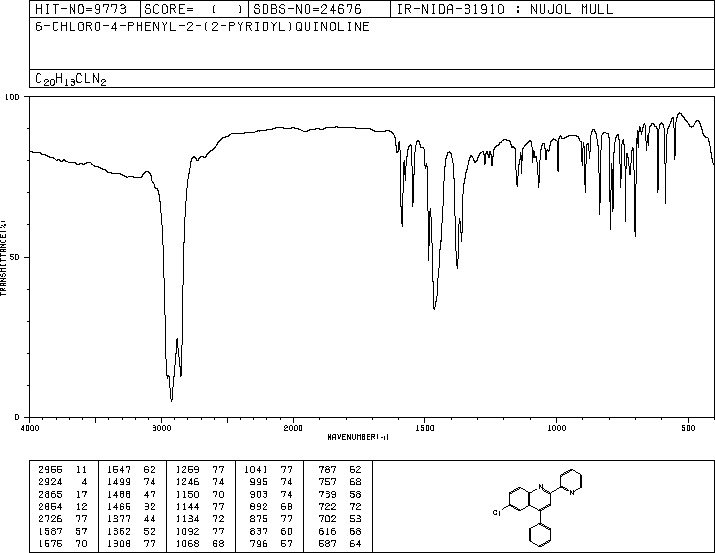 HIT-NO=9773 SCORE= ( ) SDBS-NO=24676 IR-NIDA-31910 : NUJOL MULL
6-CHLORO-4-PHENYL-2-(2-PYRIDYL)QUINOLINE
C20H13CLN2
100
50
0
TRANSMITTANCE(%)
4000 3000 2000 1500 1000 500
WAVENUMBER(-1)
2955 11 1547 62 1269 77 1041 77 787 62
2924 4 1499 74 1246 74 995 74 757 68
2865 17 1488 47 1150 70 903 74 739 58
2854 12 1466 32 1144 77 892 68 722 72
2726 77 1377 44 1134 72 875 77 702 53
1587 57 1362 52 1092 77 837 60 616 68
1575 70 1308 77 1068 68 796 57 587 64
N
N
Cl